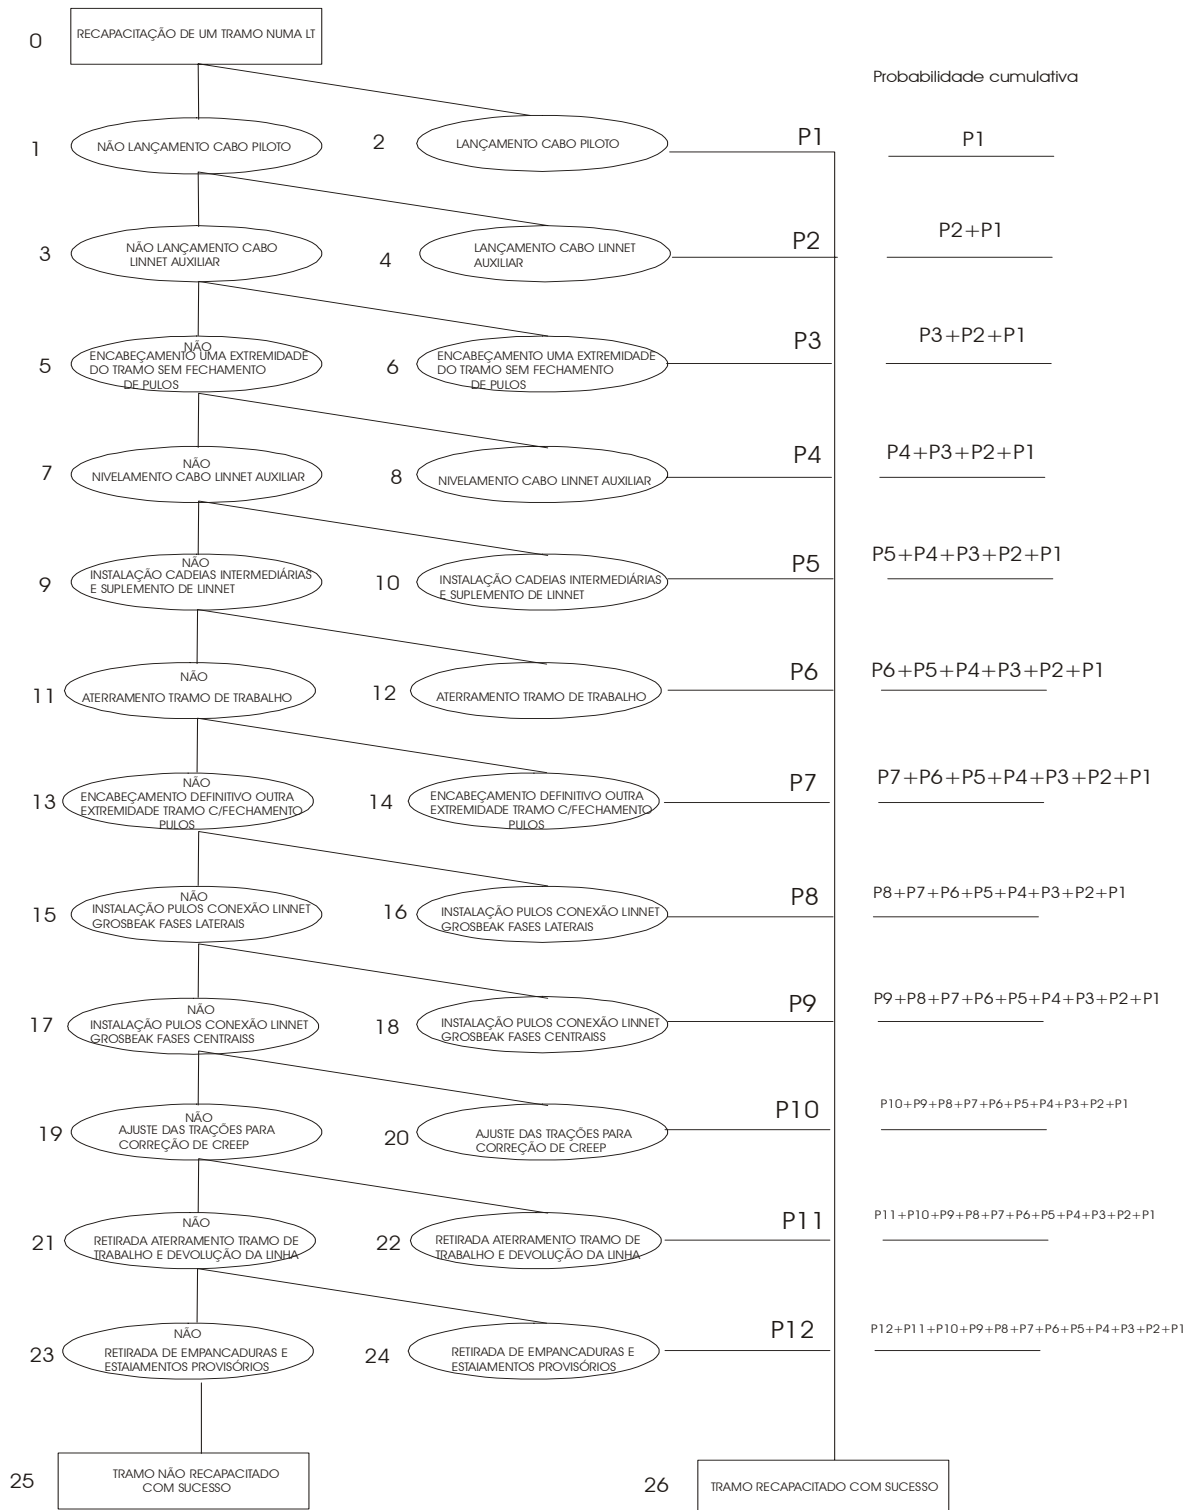 0
RECAPACITAÇÃO DE UM TRAMO NUMA LT
Probabilidade cumulativa
1
NÃO LANÇAMENTO CABO PILOTO
2
LANÇAMENTO CABO PILOTO
P1
P1
3
NÃO LANÇAMENTO CABO
LINNET AUXILIAR
4
LANÇAMENTO CABO LINNET
AUXILIAR
P2
P2+P1
5
NÃO
ENCABEÇAMENTO UMA EXTREMIDADE
DO TRAMO SEM FECHAMENTO
DE PULOS
6
ENCABEÇAMENTO UMA EXTREMIDADE
DO TRAMO SEM FECHAMENTO
DE PULOS
P3
P3+P2+P1
7
NÃO
NIVELAMENTO CABO LINNET AUXILIAR
8
NIVELAMENTO CABO LINNET AUXILIAR
P4
P4+P3+P2+P1
9
NÃO
INSTALAÇÃO CADEIAS INTERMEDIÁRIAS
E SUPLEMENTO DE LINNET
10
INSTALAÇÃO CADEIAS INTERMEDIÁRIAS
E SUPLEMENTO DE LINNET
P5
P5+P4+P3+P2+P1
11
NÃO
ATERRAMENTO TRAMO DE TRABALHO
12
ATERRAMENTO TRAMO DE TRABALHO
P6
P6+P5+P4+P3+P2+P1
13
NÃO
ENCABEÇAMENTO DEFINITIVO OUTRA
EXTREMIDADE TRAMO C/FECHAMENTO
PULOS
14
ENCABEÇAMENTO DEFINITIVO OUTRA
EXTREMIDADE TRAMO C/FECHAMENTO
PULOS
P7
P7+P6+P5+P4+P3+P2+P1
15
NÃO
INSTALAÇÃO PULOS CONEXÃO LINNET
GROSBEAK FASES LATERAIS
16
INSTALAÇÃO PULOS CONEXÃO LINNET
GROSBEAK FASES LATERAIS
P8
P8+P7+P6+P5+P4+P3+P2+P1
17
NÃO
INSTALAÇÃO PULOS CONEXÃO LINNET
GROSBEAK FASES CENTRAISS
18
INSTALAÇÃO PULOS CONEXÃO LINNET
GROSBEAK FASES CENTRAISS
P9
P9+P8+P7+P6+P5+P4+P3+P2+P1
19
NÃO
AJUSTE DAS TRAÇÕES PARA
CORREÇÃO DE CREEP
20
AJUSTE DAS TRAÇÕES PARA
CORREÇÃO DE CREEP
P10
P10+P9+P8+P7+P6+P5+P4+P3+P2+P1
21
NÃO
RETIRADA ATERRAMENTO TRAMO DE
TRABALHO E DEVOLUÇÃO DA LINHA
22
RETIRADA ATERRAMENTO TRAMO DE
TRABALHO E DEVOLUÇÃO DA LINHA
P11
P11+P10+P9+P8+P7+P6+P5+P4+P3+P2+P1
23
NÃO
RETIRADA DE EMPANCADURAS E
ESTAIAMENTOS PROVISÓRIOS
24
RETIRADA DE EMPANCADURAS E
ESTAIAMENTOS PROVISÓRIOS
P12
P12+P11+P10+P9+P8+P7+P6+P5+P4+P3+P2+P1
25
TRAMO NÃO RECAPACITADO
COM SUCESSO
26
TRAMO RECAPACITADO COM SUCESSO